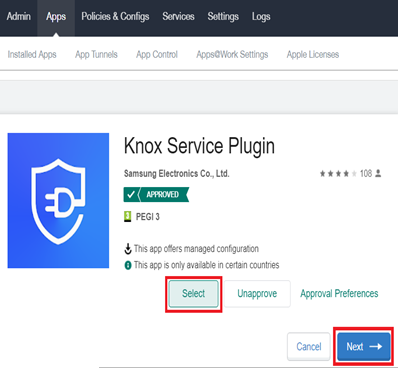 Admin Apps Policies & Configs Services Settings Logs
Installed Apps App Tunnels App Control Apps@Work Settings Apple Licenses
Knox Service Plugin
Samsung Electronics Co., Ltd. 108
APPROVED
PEGI 3
This app offers managed configuration
This app is only available in certain countries
Select Unapprove Approval Preferences
Cancel Next